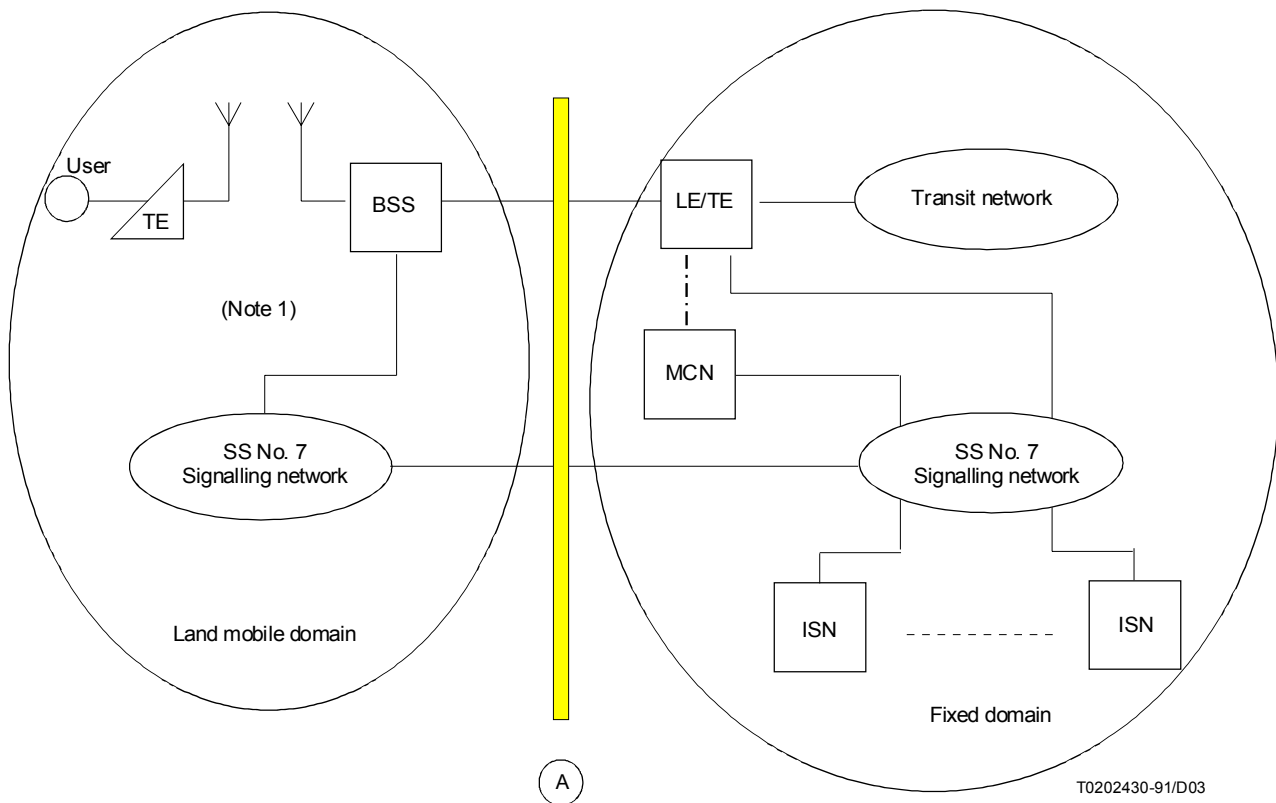 User
TE
BSS
LE/TE
Transit network
(Note 1)
MCN
SS No. 7
Signalling network
SS No. 7
Signalling network
ISN
ISN
Land mobile domain
Fixed domain
A
T0202430-91/D03